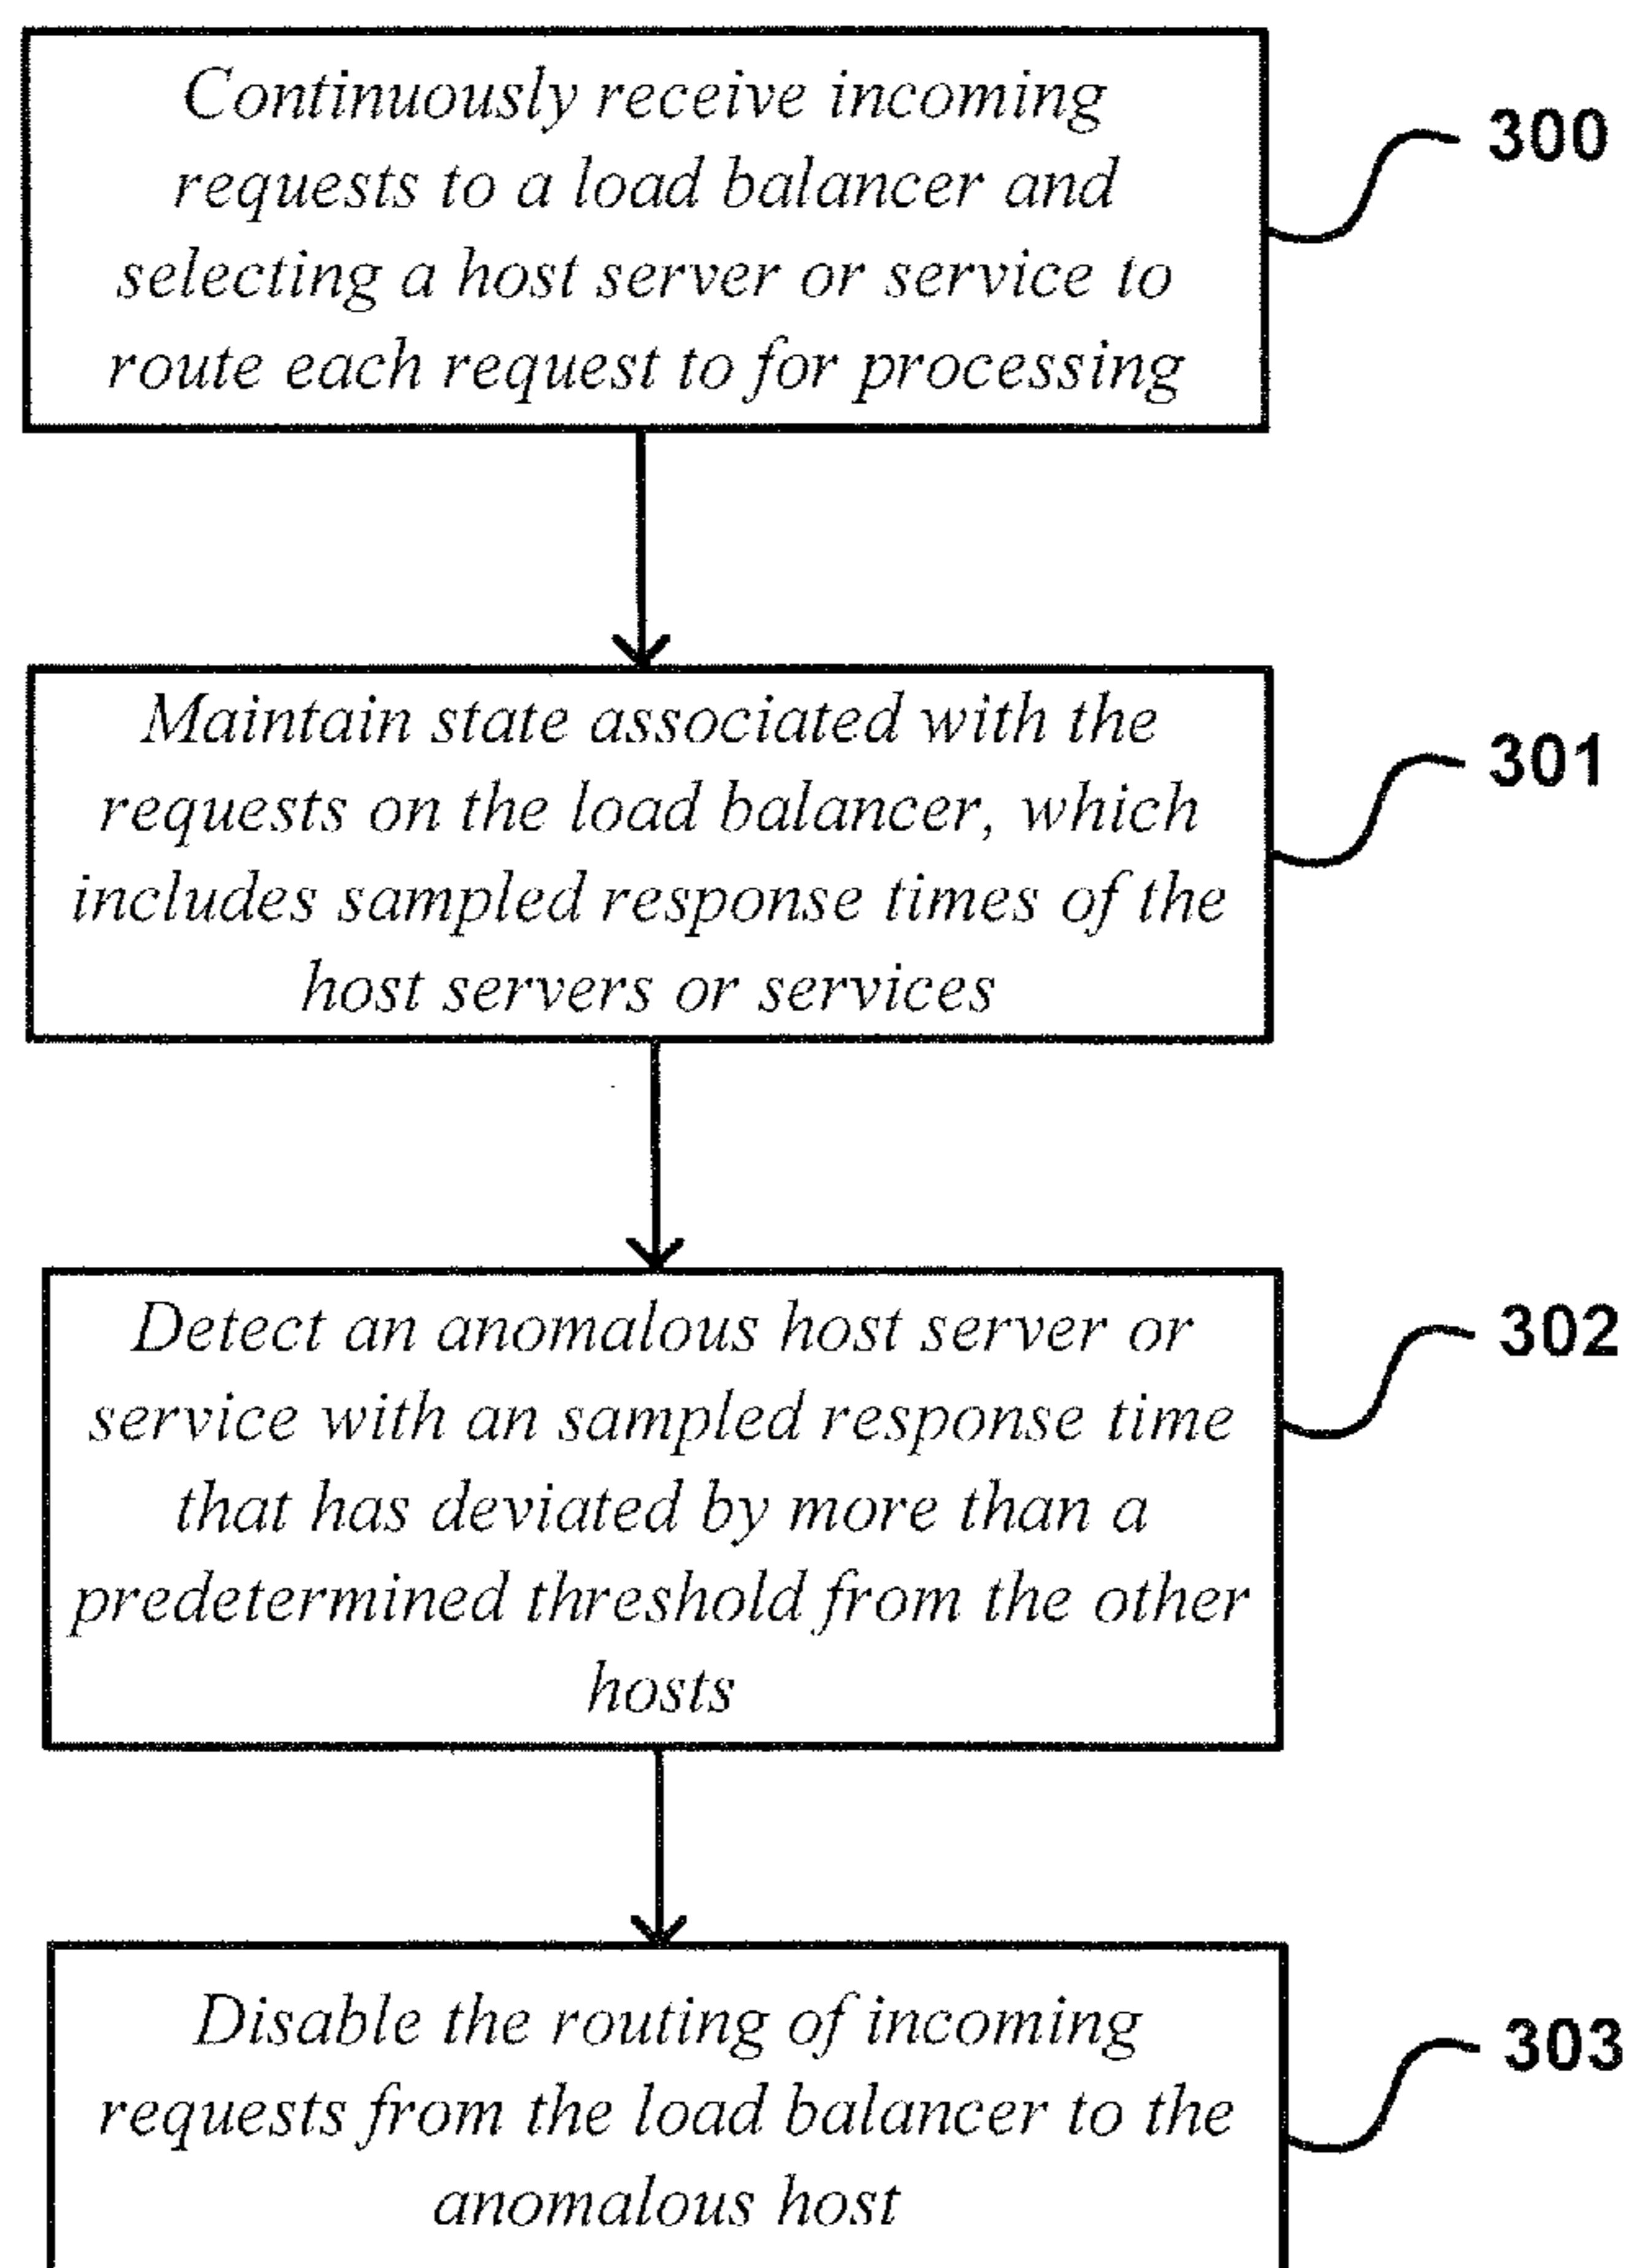 Continuously receive incoming
requests to a load balancer and
selecting a host server or service to
route each request to for processing
300
Maintain state associated with the
requests on the load balancer, which
includes sampled response times of the
host servers or services
301
Detect an anomalous host server or
service with an sampled response time
that has deviated by more than a
predetermined threshold from the other
hosts
302
Disable the routing of incoming
requests from the load balancer to the
anomalous host
303